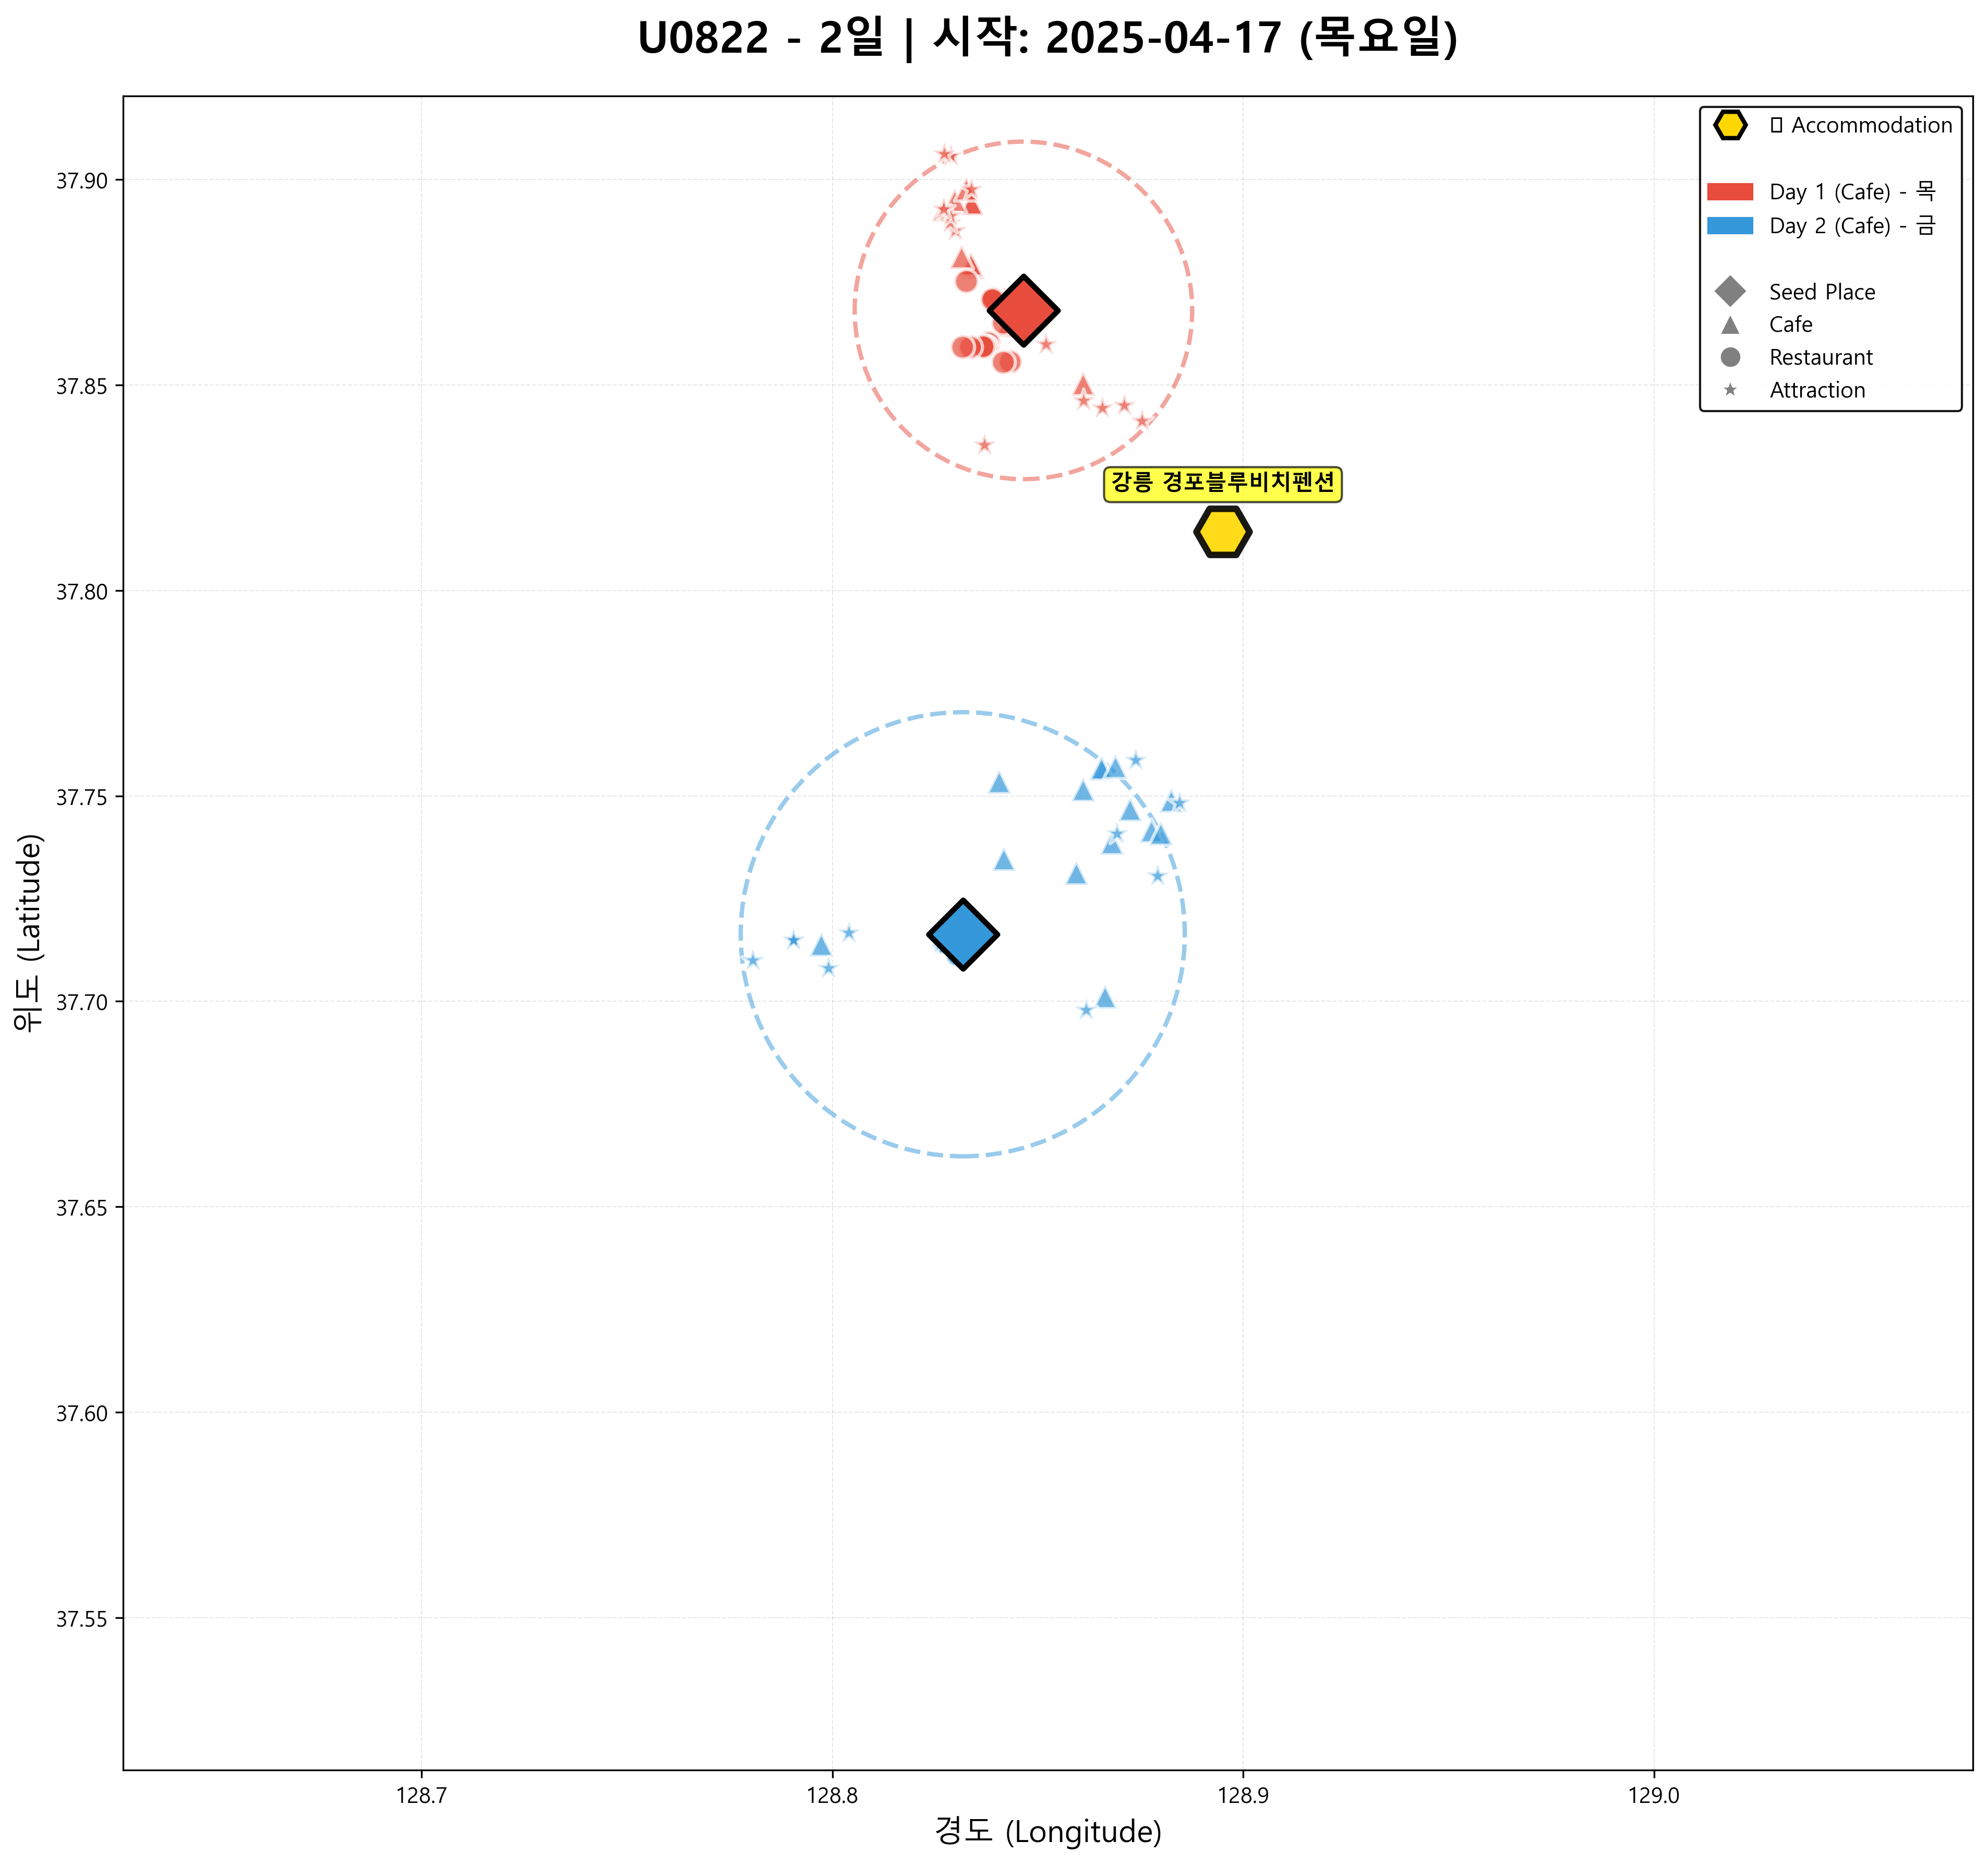 U0822 - 2일 | 시작: 2025-04-17 (목요일)
Accommodation
Day 1 (Cafe) - 목
Day 2 (Cafe) - 금
Seed Place
Cafe
Restaurant
Attraction
강릉 경포블루비치펜션
위도 (Latitude)
37.90
37.85
37.80
37.75
37.70
37.65
37.60
37.55
128.7
128.8
128.9
129.0
경도 (Longitude)